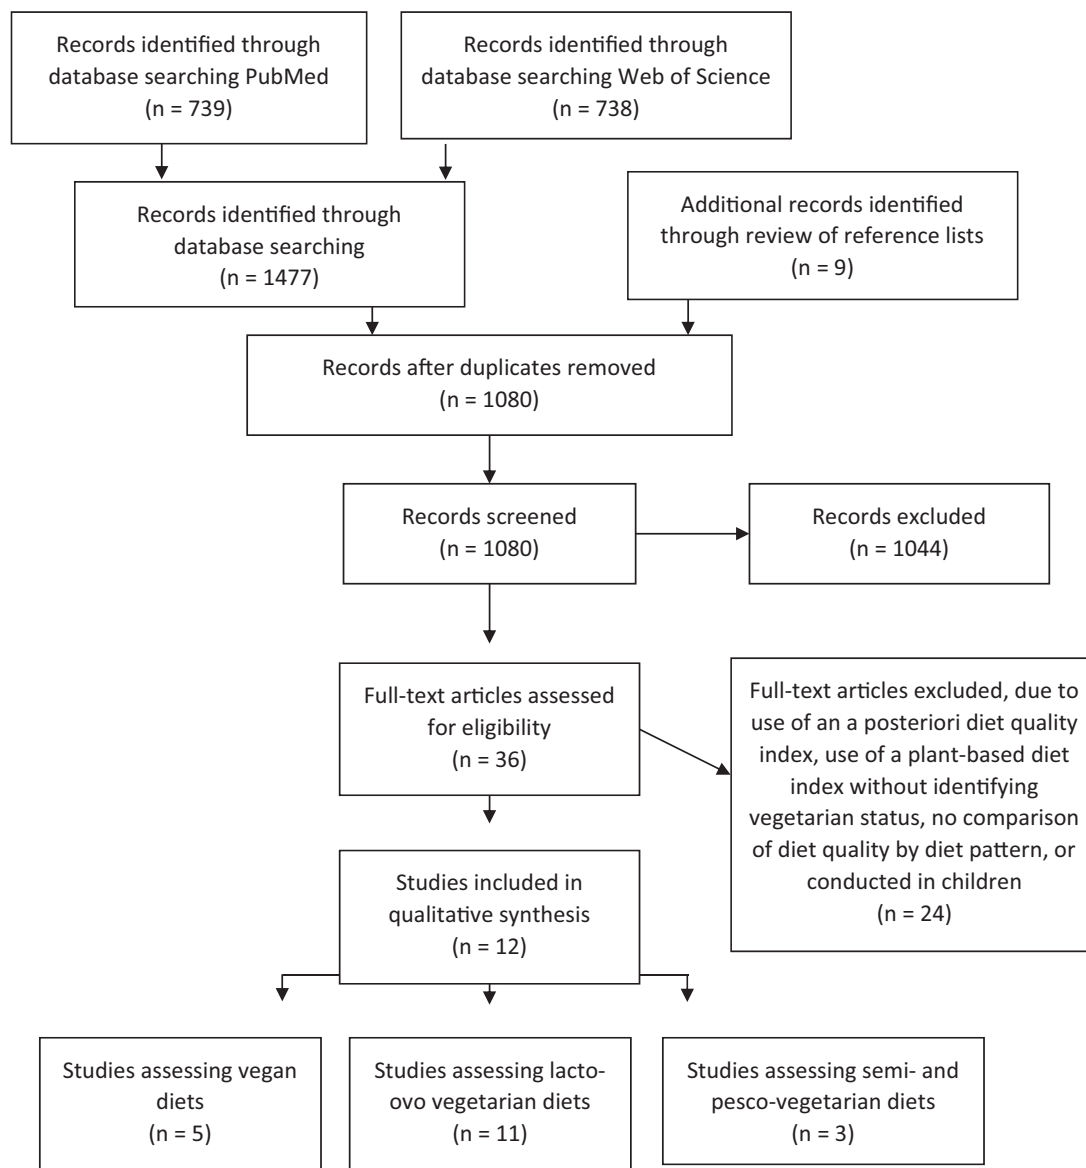 Records identified through
database searching PubMed
(n = 739)
Records identified through
database searching Web of Science
(n = 738)
Records identified through
database searching
(n = 1477)
Additional records identified
through review of reference lists
(n = 9)
Records after duplicates removed
(n = 1080)
Records screened
(n = 1080)
Records excluded
(n = 1044)
Full-text articles assessed
for eligibility
(n = 36)
Full-text articles excluded, due to
use of an a posteriori diet quality
index, use of a plant-based diet
index without identifying
vegetarian status, no comparison
of diet quality by diet pattern, or
conducted in children
(n = 24)
Studies included in
qualitative synthesis
(n = 12)
Studies assessing vegan
diets
(n = 5)
Studies assessing lacto-
ovo vegetarian diets
(n = 11)
Studies assessing semi- and
pesco-vegetarian diets
(n = 3)